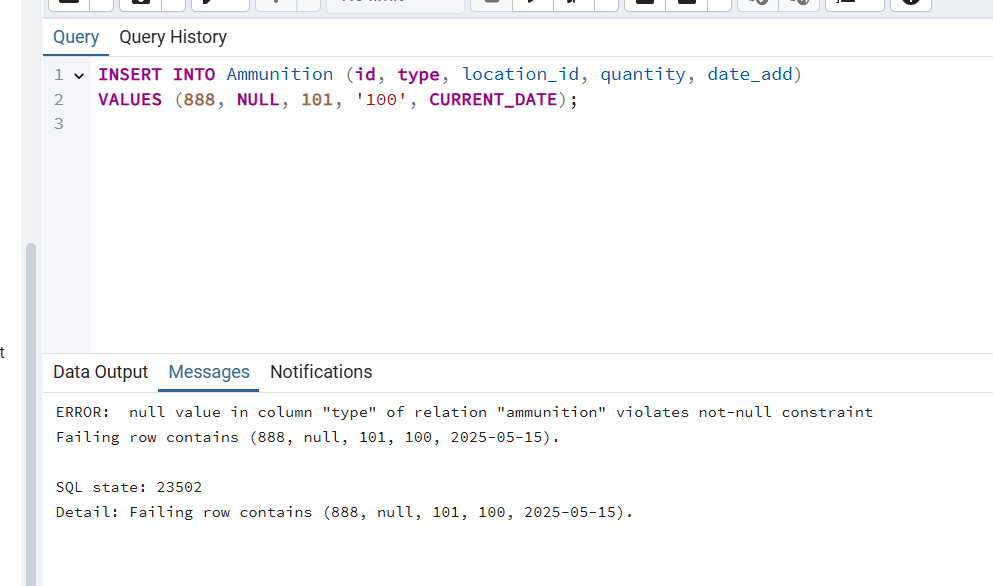 Query Query History
1 INSERT INTO Ammunition (id, type, location_id, quantity, date_add)
2 VALUES (888, NULL, 101, '100', CURRENT_DATE);
3
t
Data Output Messages Notifications
ERROR:  null value in column "type" of relation "ammunition" violates not-null constraint
Failing row contains (888, null, 101, 100, 2025-05-15).
SQL state: 23502
Detail: Failing row contains (888, null, 101, 100, 2025-05-15).